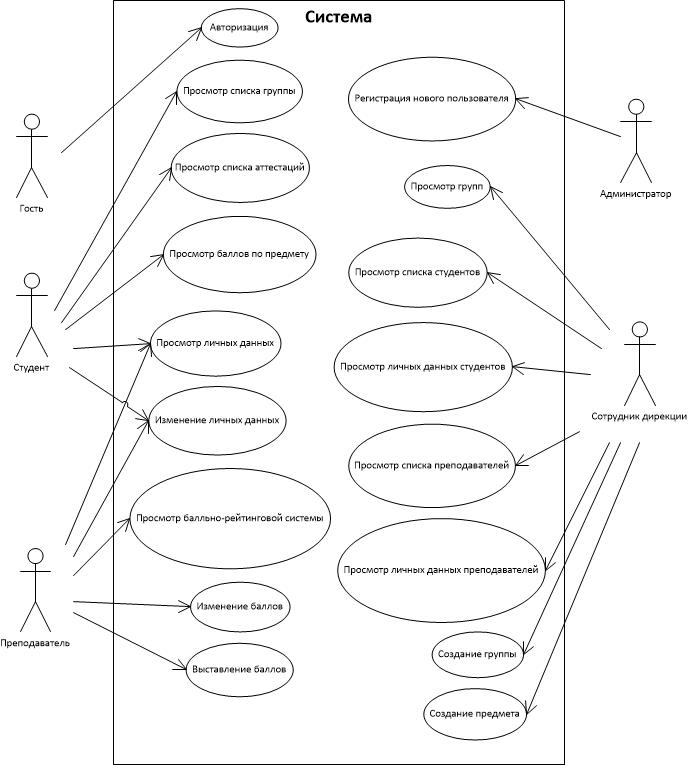 Система
Авторизация
Просмотр списка группы
Регистрация нового пользователя
Просмотр списка аттестаций
Просмотр групп
Администратор
Гость
Просмотр баллов по предмету
Просмотр списка студентов
Просмотр личных данных
Студент
Просмотр личных данных студентов
Изменение личных данных
Сотрудник дирекции
Просмотр списка преподавателей
Просмотр балльно-рейтинговой системы
Просмотр личных данных преподавателей
Изменение баллов
Преподаватель
Создание группы
Выставление баллов
Создание предмета